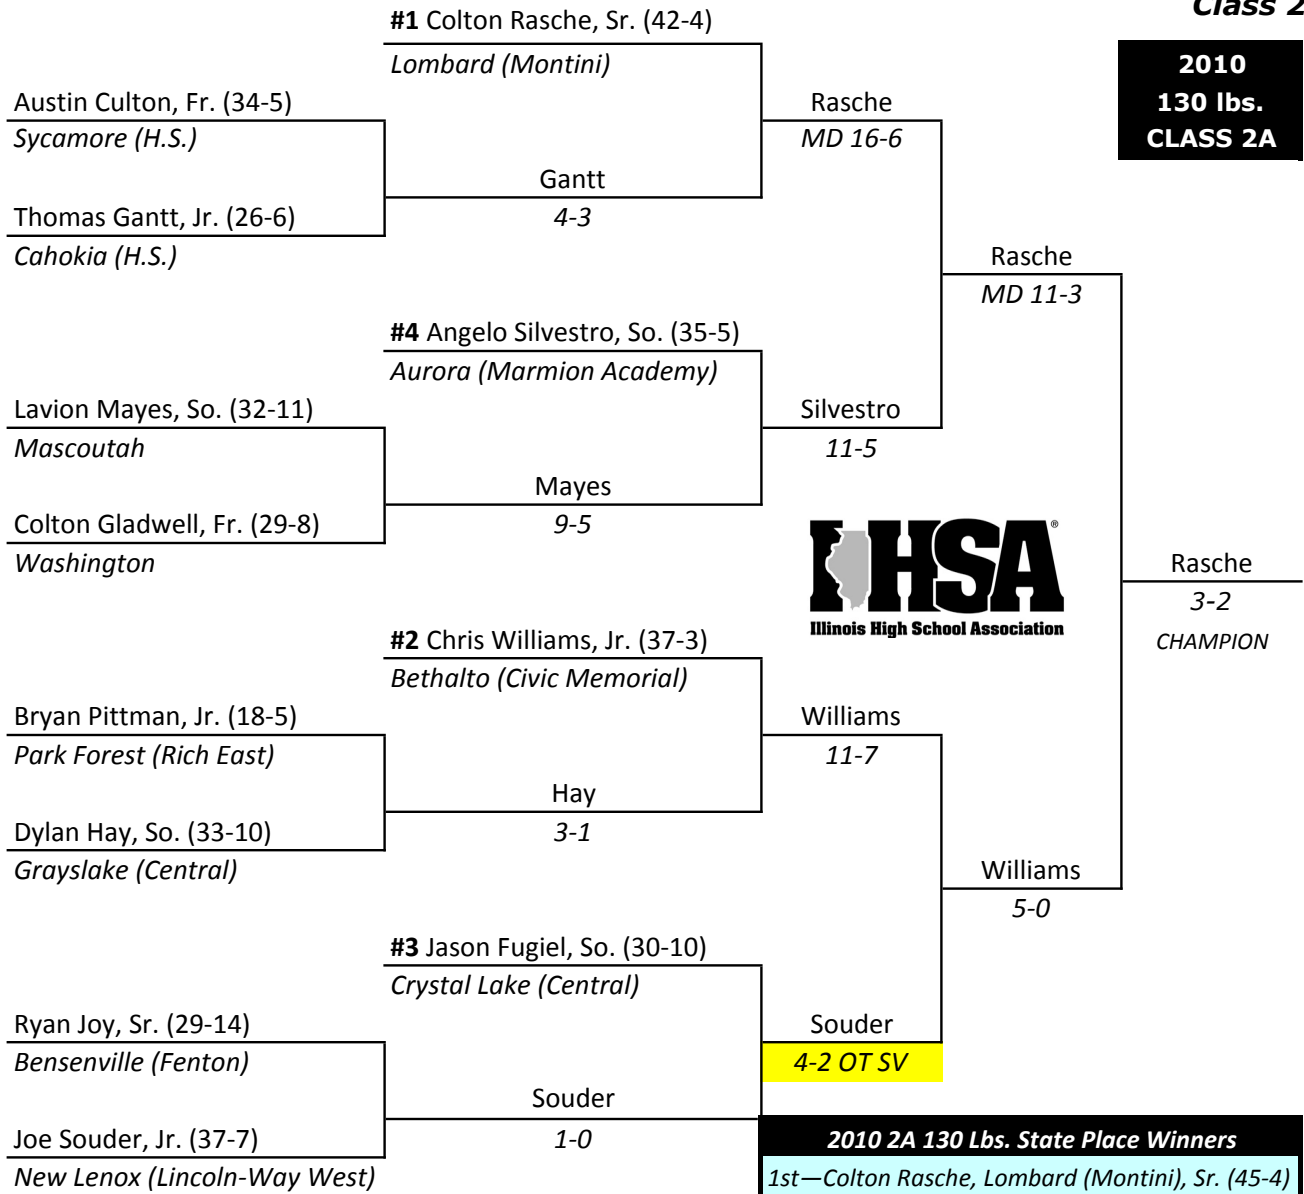 Class 2
2010
130 lbs.
CLASS 2A
#1 Colton Rasche, Sr. (42-4)
Lombard (Montini)
Austin Culton, Fr. (34-5)
Sycamore (H.S.)
Rasche
MD 16-6
Gantt
4-3
Thomas Gantt, Jr. (26-6)
Cahokia (H.S.)
Rasche
MD 11-3
#4 Angelo Silvestro, So. (35-5)
Aurora (Marmion Academy)
Lavion Mayes, So. (32-11)
Mascoutah
Silvestro
11-5
Mayes
9-5
Colton Gladwell, Fr. (29-8)
Washington
IHSA®
Illinois High School Association
Rasche
3-2
CHAMPION
#2 Chris Williams, Jr. (37-3)
Bethalto (Civic Memorial)
Bryan Pittman, Jr. (18-5)
Park Forest (Rich East)
Williams
11-7
Hay
3-1
Dylan Hay, So. (33-10)
Grayslake (Central)
Williams
5-0
#3 Jason Fugiel, So. (30-10)
Crystal Lake (Central)
Ryan Joy, Sr. (29-14)
Bensenville (Fenton)
Souder
4-2 OT SV
Souder
1-0
Joe Souder, Jr. (37-7)
New Lenox (Lincoln-Way West)
2010 2A 130 Lbs. State Place Winners
1st—Colton Rasche, Lombard (Montini), Sr. (45-4)